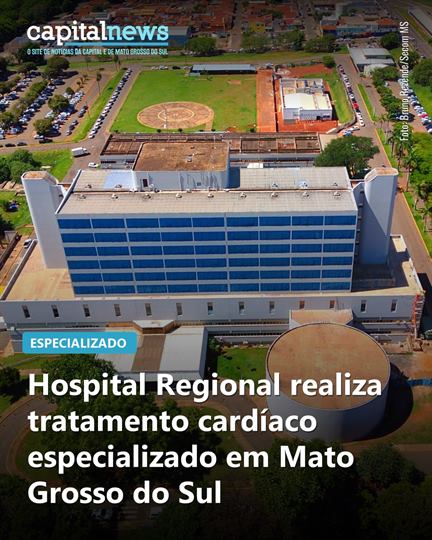 capitalnews
O SITE DE NOTÍCIAS DA CAPITAL E DE MATO GROSSO DO SUL
Foto: Bruno Rezende/Secom MS
ESPECIALIZADO
Hospital Regional realiza
tratamento cardíaco
especializado em Mato
Grosso do Sul